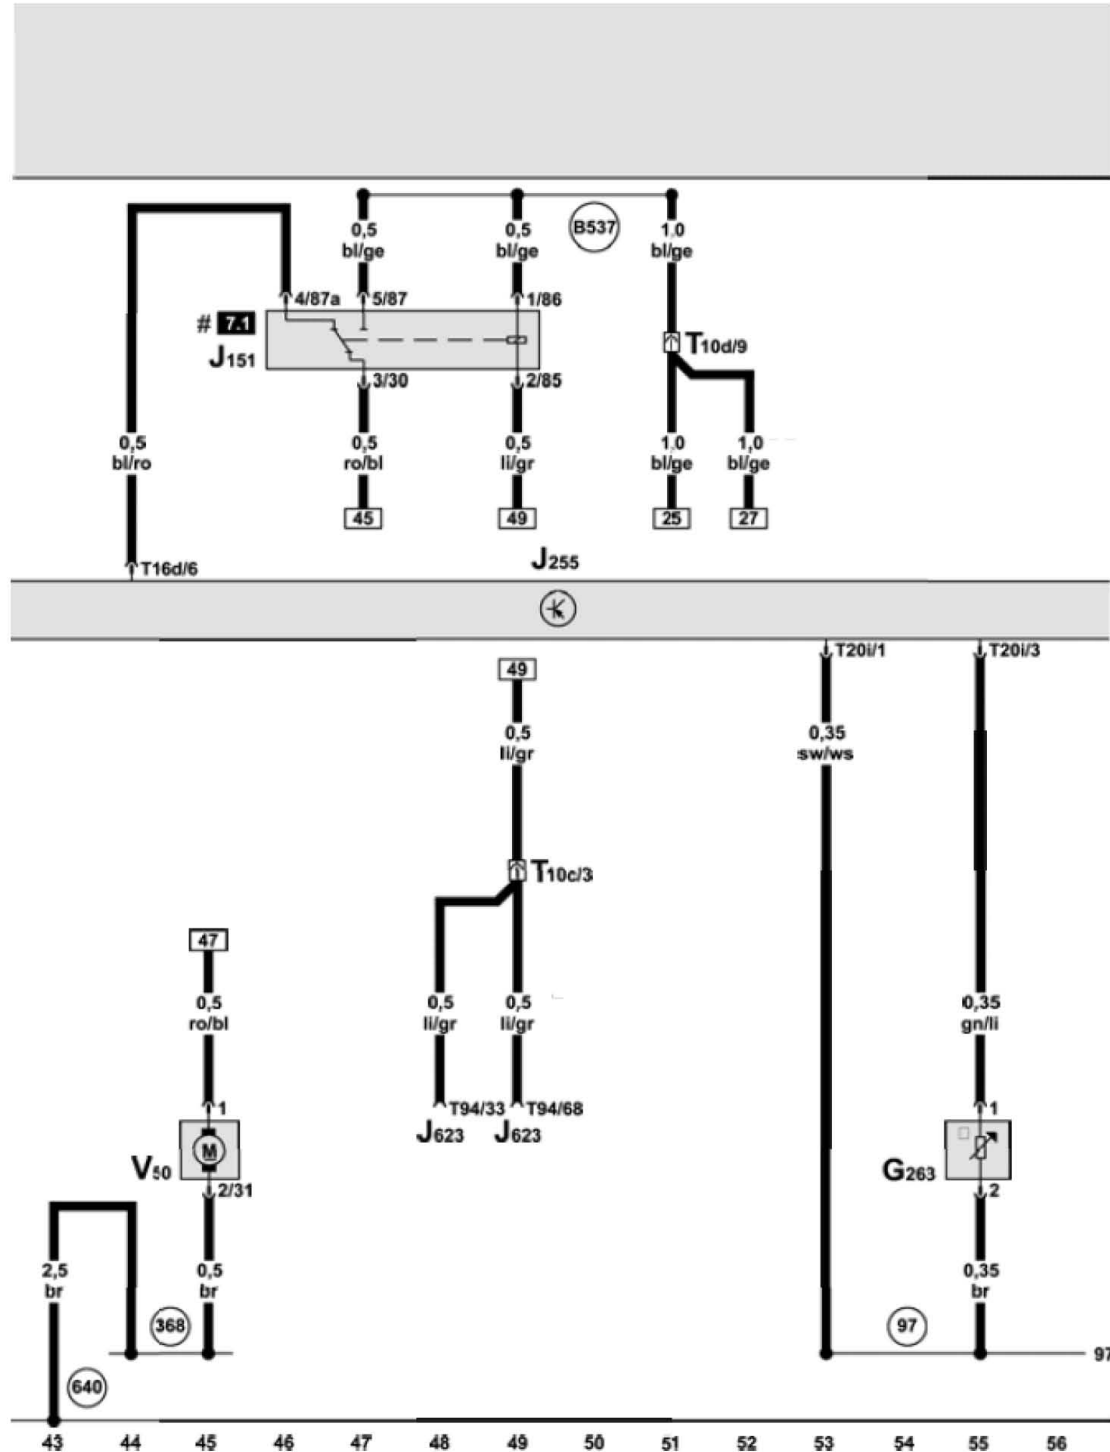 0,5 0,5 B537 1,0
bl/ge bl/ge bl/ge
4/87a 5/87 1/86
# 7.1
J151
T10d/9
3/30 2/85
0,5 0,5 0,5 1,0 1,0
bl/ro ro/bl li/gr bl/ge bl/ge
45 49 25 27
J255
T16d/6
T20i/1 T20i/3
49
0,5 0,35
li/gr sw/ws
T10c/3
47
0,5 0,5 0,5 0,35
ro/bl li/gr li/gr gn/li
1 T94/33 T94/68 1
J623 J623
M
V50 G263
2/31 2
2,5 0,5 0,35
br br br
368 97
97
640
43 44 45 46 47 48 49 50 51 52 53 54 55 56